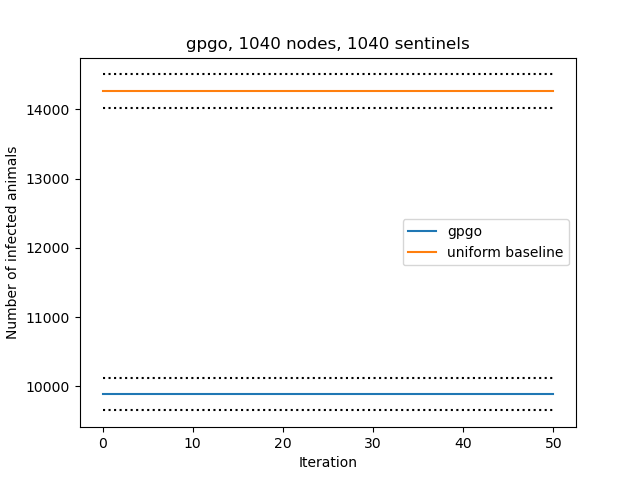 gpgo, 1040 nodes, 1040 sentinels
Number of infected animals
14000
13000
12000
11000
10000
gpgo
uniform baseline
0
10
20
30
40
50
Iteration